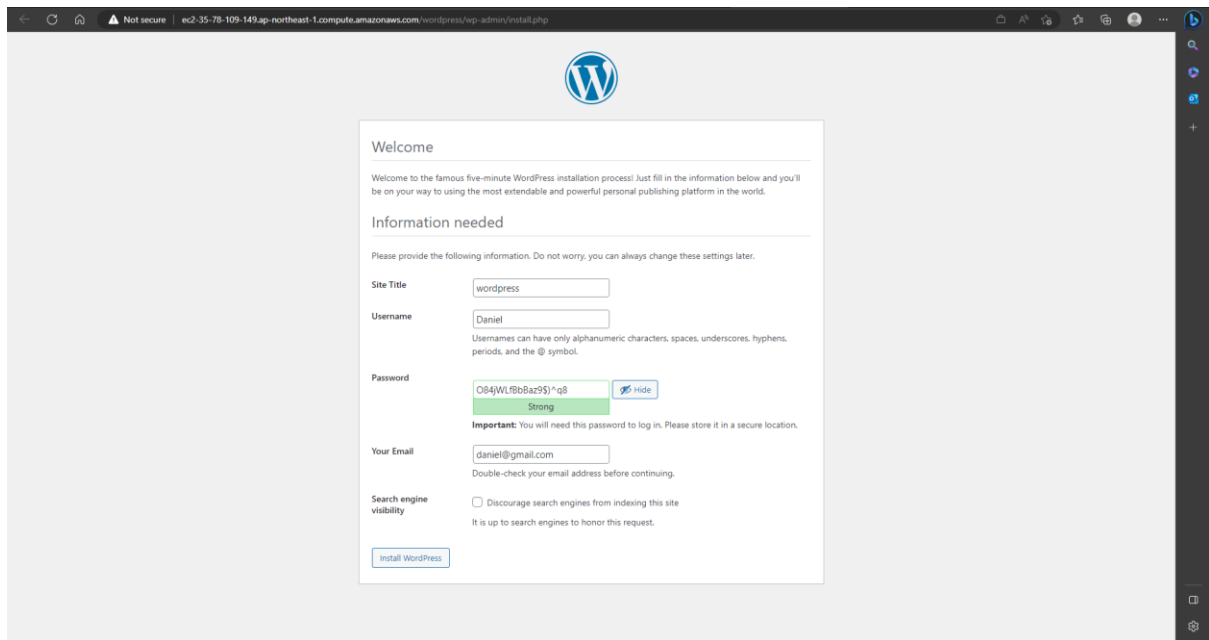 Not secure | ec2-35-78-109-149.ap-northeast-1.compute.amazonaws.com/wordpress/wp-admin/install.php
Welcome
Welcome to the famous five-minute WordPress installation process! Just fill in the information below and you'll
be on your way to using the most extendable and powerful personal publishing platform in the world.
Information needed
Please provide the following information. Do not worry, you can always change these settings later.
Site Title
wordpress
Username
Daniel
Usernames can have only alphanumeric characters, spaces, underscores, hyphens,
periods, and the @ symbol.
Password
O84jWLfBbBaz9$)^q8
Hide
Strong
Important: You will need this password to log in. Please store it in a secure location.
Your Email
daniel@gmail.com
Double-check your email address before continuing.
Search engine
visibility
Discourage search engines from indexing this site
It is up to search engines to honor this request.
Install WordPress